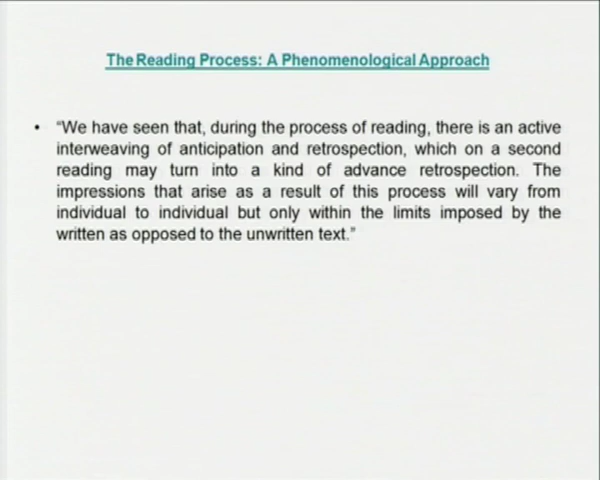 The Reading Process: A Phenomenological Approach
• "We have seen that, during the process of reading, there is an active
interweaving of anticipation and retrospection, which on a second
reading may turn into a kind of advance retrospection. The
impressions that arise as a result of this process will vary from
individual to individual but only within the limits imposed by the
written as opposed to the unwritten text."